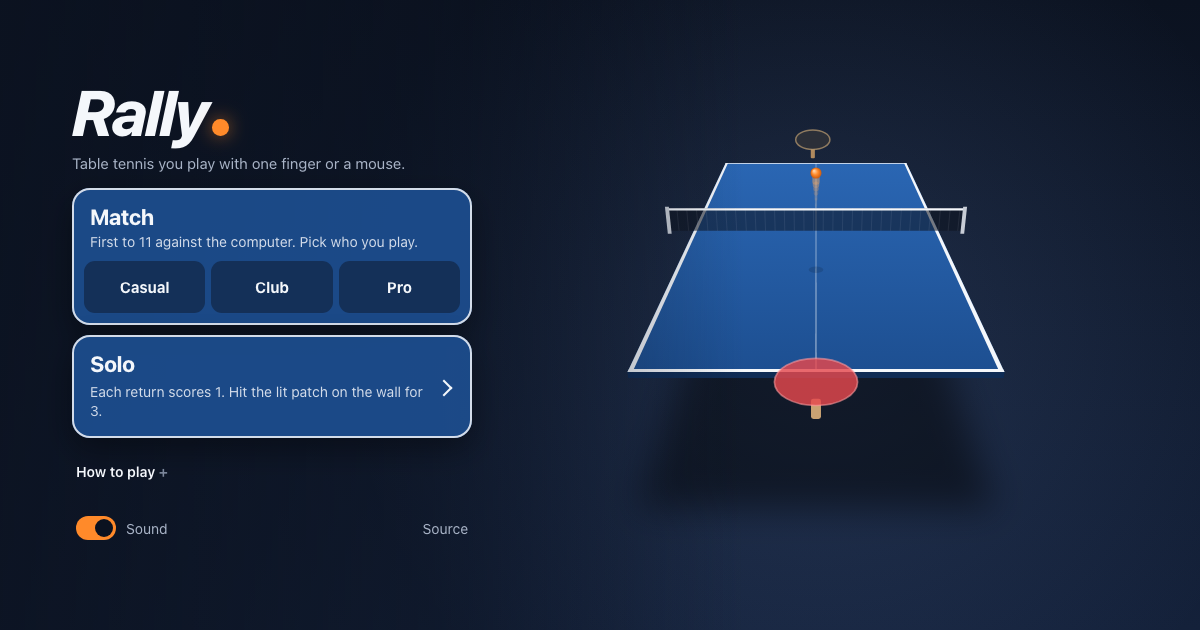 Rally.
Table tennis you play with one finger or a mouse.
Match
First to 11 against the computer. Pick who you play.
Casual Club Pro
Solo
Each return scores 1. Hit the lit patch on the wall for
3.
How to play +
Sound Source